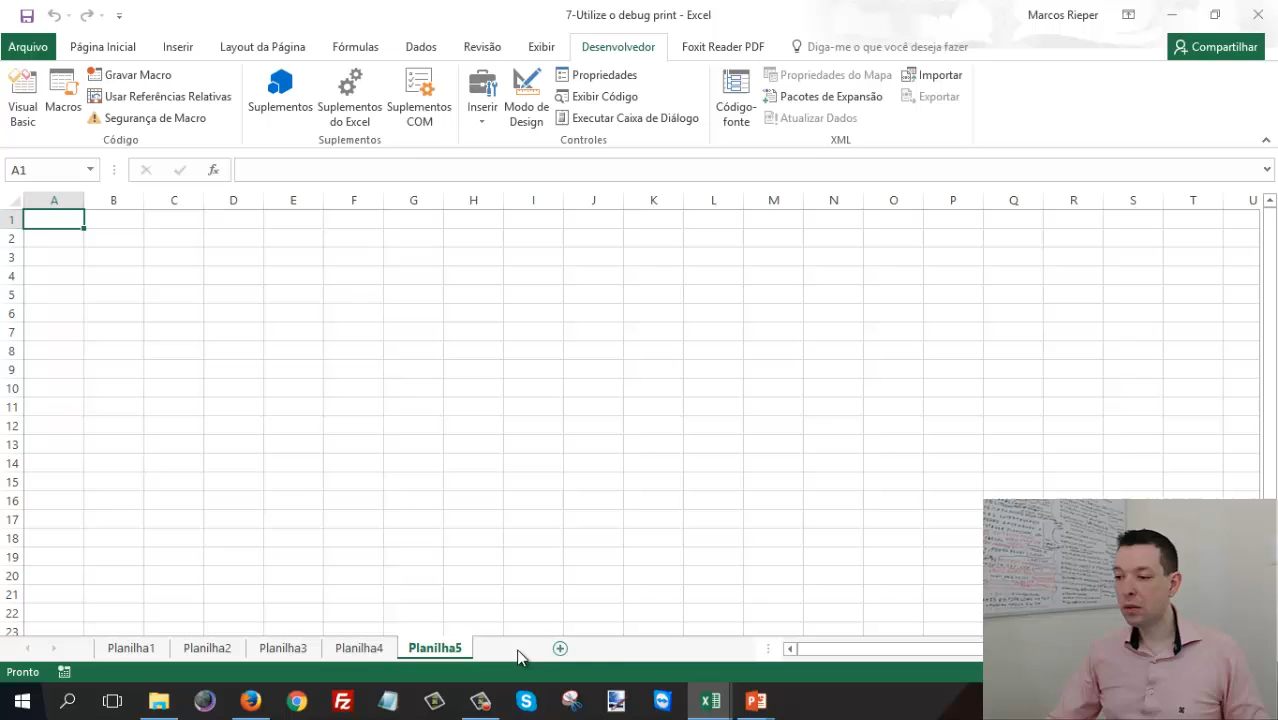 7-Utilize o debug print - Excel
Marcos Rieper
Arquivo
Página Inicial
Inserir
Layout da Página
Fórmulas
Dados
Revisão
Exibir
Desenvolvedor
Foxit Reader PDF
Diga-me o que você deseja fazer
Compartilhar
Visual Basic
Macros
Gravar Macro
Usar Referências Relativas
Segurança de Macro
Código
Suplementos
Suplementos do Excel
Suplementos COM
Suplementos
Inserir
Modo de Design
Propriedades
Exibir Código
Executar Caixa de Diálogo
Controles
Código-fonte
Propriedades do Mapa
Pacotes de Expansão
Atualizar Dados
Importar
Exportar
XML
A1
fx
A B C D E F G H I J K L M N O P Q R S T U
1
2
3
4
5
6
7
8
9
10
11
12
13
14
15
16
17
18
19
20
21
22
23
Planilha1
Planilha2
Planilha3
Planilha4
Planilha5
Pronto